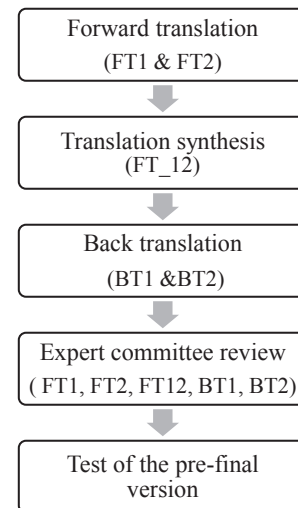 Forward translation
(FT1 & FT2)
Translation synthesis
(FT_12)
Back translation
(BT1 &BT2)
Expert committee review
( FT1, FT2, FT12, BT1, BT2)
Test of the pre-final
version